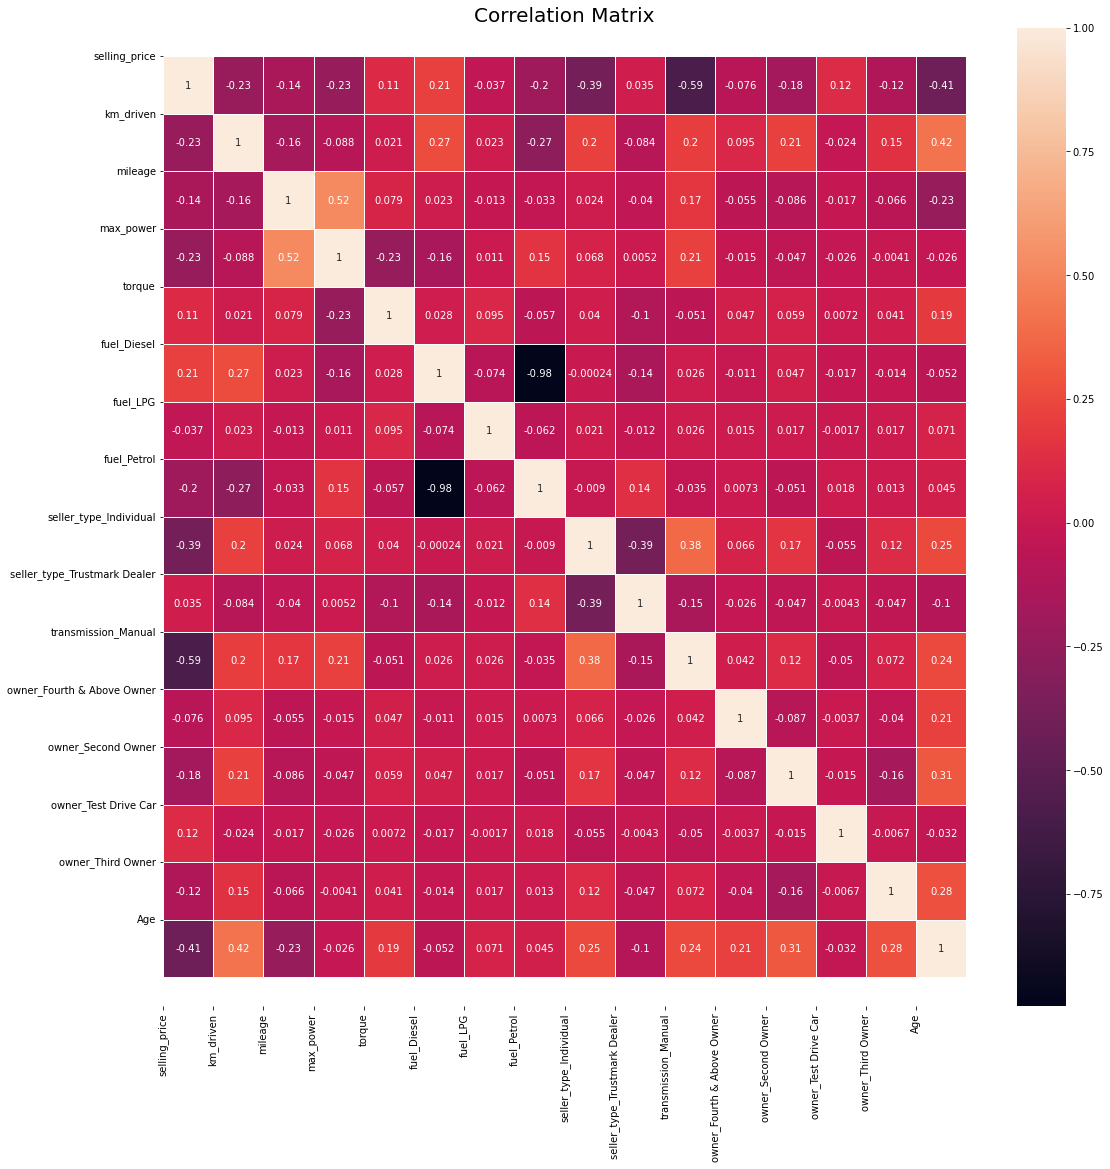 Correlation Matrix
selling_price
1 -0.23 -0.14 -0.23 0.11 0.21 -0.037 -0.2 -0.39 0.035 -0.59 -0.076 -0.18 0.12 -0.12 -0.41
km_driven
-0.23 1 -0.16 -0.088 0.021 0.27 0.023 -0.27 0.2 -0.084 0.2 0.095 0.21 -0.024 0.15 0.42
mileage
-0.14 -0.16 1 0.52 0.079 0.023 -0.013 -0.033 0.024 -0.04 0.17 -0.055 -0.086 -0.017 -0.066 -0.23
max_power
-0.23 -0.088 0.52 1 -0.23 -0.16 0.011 0.15 0.068 0.0052 0.21 -0.015 -0.047 -0.026 -0.0041 -0.026
torque
0.11 0.021 0.079 -0.23 1 0.028 0.095 -0.057 0.04 -0.1 -0.051 0.047 0.059 0.0072 0.041 0.19
fuel_Diesel
0.21 0.27 0.023 -0.16 0.028 1 -0.074 -0.98 -0.00024 -0.14 0.026 -0.011 0.047 -0.017 -0.014 -0.052
fuel_LPG
-0.037 0.023 -0.013 0.011 0.095 -0.074 1 -0.062 0.021 -0.012 0.026 0.015 0.017 -0.0017 0.017 0.071
fuel_Petrol
-0.2 -0.27 -0.033 0.15 -0.057 -0.98 -0.062 1 -0.009 0.14 -0.035 0.0073 -0.051 0.018 0.013 0.045
seller_type_Individual
-0.39 0.2 0.024 0.068 0.04 -0.00024 0.021 -0.009 1 -0.39 0.38 0.066 0.17 -0.055 0.12 0.25
seller_type_Trustmark Dealer
0.035 -0.084 -0.04 0.0052 -0.1 -0.14 -0.012 0.14 -0.39 1 -0.15 -0.026 -0.047 -0.0043 -0.047 -0.1
transmission_Manual
-0.59 0.2 0.17 0.21 -0.051 0.026 0.026 -0.035 0.38 -0.15 1 0.042 0.12 -0.05 0.072 0.24
owner_Fourth & Above Owner
-0.076 0.095 -0.055 -0.015 0.047 -0.011 0.015 0.0073 0.066 -0.026 0.042 1 -0.087 -0.0037 -0.04 0.21
owner_Second Owner
-0.18 0.21 -0.086 -0.047 0.059 0.047 0.017 -0.051 0.17 -0.047 0.12 -0.087 1 -0.015 -0.16 0.31
owner_Test Drive Car
0.12 -0.024 -0.017 -0.026 0.0072 -0.017 -0.0017 0.018 -0.055 -0.0043 -0.05 -0.0037 -0.015 1 -0.0067 -0.032
owner_Third Owner
-0.12 0.15 -0.066 -0.0041 0.041 -0.014 0.017 0.013 0.12 -0.047 0.072 -0.04 -0.16 -0.0067 1 0.28
Age
-0.41 0.42 -0.23 -0.026 0.19 -0.052 0.071 0.045 0.25 -0.1 0.24 0.21 0.31 -0.032 0.28 1
selling_price
km_driven
mileage
max_power
torque
fuel_Diesel
fuel_LPG
fuel_Petrol
seller_type_Individual
seller_type_Trustmark Dealer
transmission_Manual
owner_Fourth & Above Owner
owner_Second Owner
owner_Test Drive Car
owner_Third Owner
Age
1.00
0.75
0.50
0.25
0.00
−0.25
−0.50
−0.75